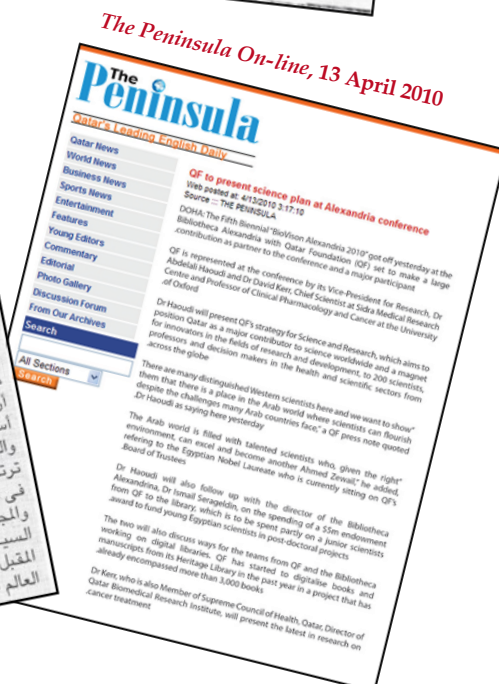 The Peninsula On-line, 13 April 2010
The
Peninsula
Qatar's Leading English Daily
Qatar News
World News
Business News
Sports News
Entertainment
Features
Young Editors
Commentary
Editorial
Photo Gallery
Discussion Forum
From Our Archives
Search
All Sections
Search
QF to present science plan at Alexandria conference
Web posted at: 4/13/2010 3:17:10
Source ::: THE PENINSULA
DOHA: The Fifth Biennial "BioVison Alexandria 2010" got off yesterday at the
Bibliotheca Alexandria with Qatar Foundation (QF) set to make a large
.contribution as partner to the conference and a major participant
QF is represented at the conference by its Vice-President for Research, Dr
Abdelali Haoudi and Dr David Kerr, Chief Scientist at Sidra Medical Research
Centre and Professor of Clinical Pharmacology and Cancer at the University
.of Oxford
Dr Haoudi will present QF's strategy for Science and Research, which aims to
position Qatar as a major contributor to science worldwide and a magnet
for innovators in the fields of research and development, to 200 scientists,
professors and decision makers in the health and scientific sectors from
.across the globe
There are many distinguished Western scientists here and we want to show"
them that there is a place in the Arab world where scientists can flourish
despite the challenges many Arab countries face," a QF press note quoted
.Dr Haoudi as saying here yesterday
The Arab world is filled with talented scientists who, given the right"
environment, can excel and become another Ahmed Zewail," he added,
refering to the Egyptian Nobel Laureate who is currently sitting on QF's
.Board of Trustees
Dr Haoudi will also follow up with the director of the Bibliotheca
Alexandrina, Dr Ismail Serageldin, on the spending of a $5m endowment
from QF to the library, which is to be spent partly on a junior scientists
.award to fund young Egyptian scientists in post-doctoral projects
The two will also discuss ways for the teams from QF and the Bibliotheca
working on digital libraries. QF has started to digitalise books and
manuscripts from its Heritage Library in the past year in a project that has
.already encompassed more than 3,000 books
Dr Kerr, who is also Member of Supreme Council of Health, Qatar, Director of
Qatar Biomedical Research Institute, will present the latest in research on
.cancer treatment
في
السيد
المقبل
العالم